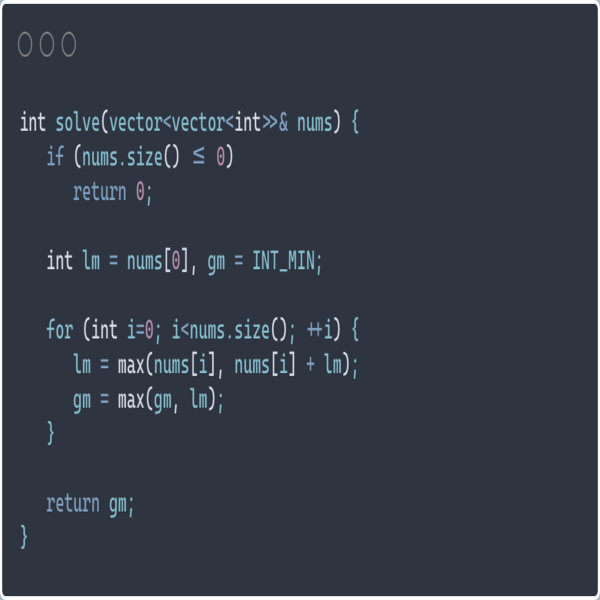 int solve(vector<vector<int>>& nums) {
if (nums.size() ≤ 0)
return 0;
int lm = nums[0], gm = INT_MIN;
for (int i=0; i<nums.size(); ++i) {
lm = max(nums[i], nums[i] + lm);
gm = max(gm, lm);
}
return gm;
}